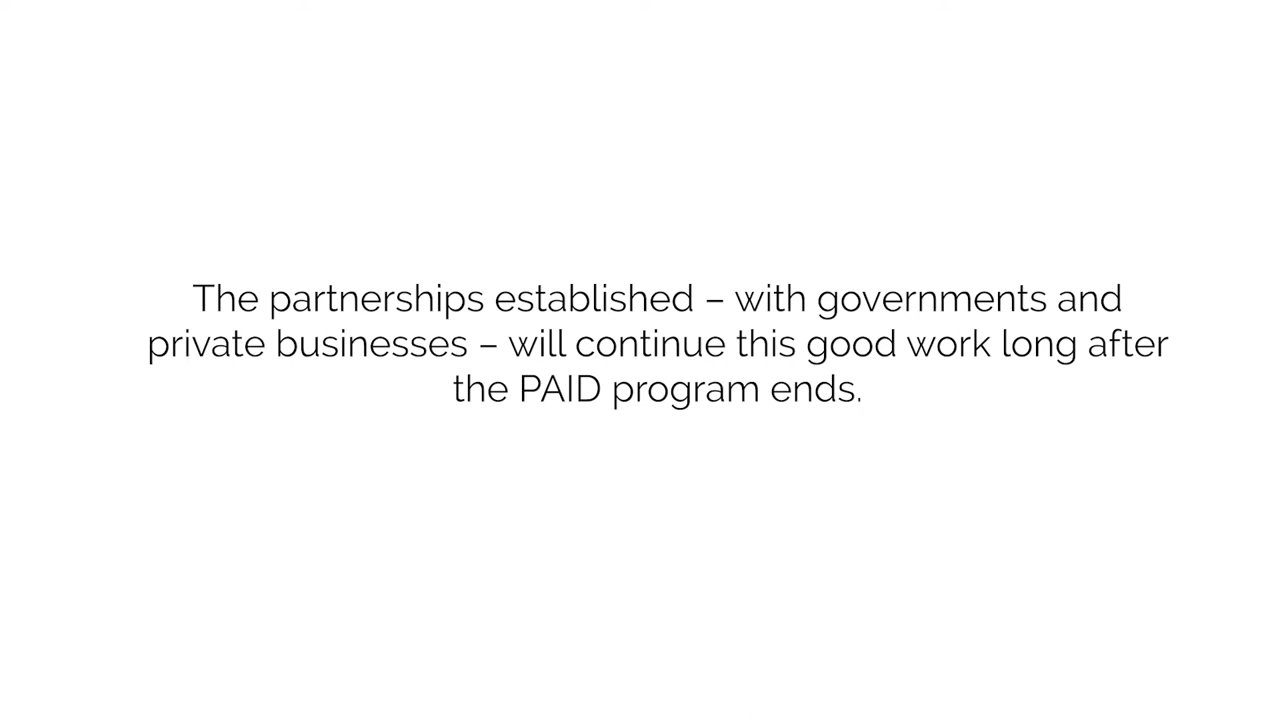 The partnerships established – with governments and
private businesses – will continue this good work long after
the PAID program ends.